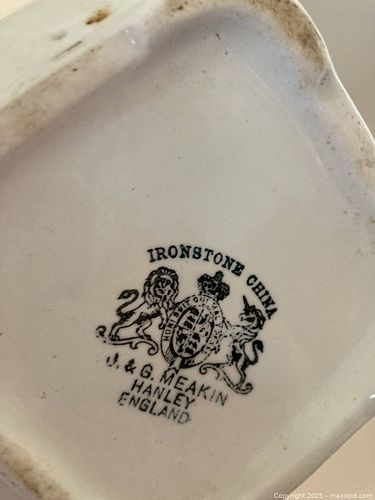 IRONSTONE CHINA
J. & G. MEAKIN
HANLEY
ENGLAND
Copyright 2025 - maxsold.com